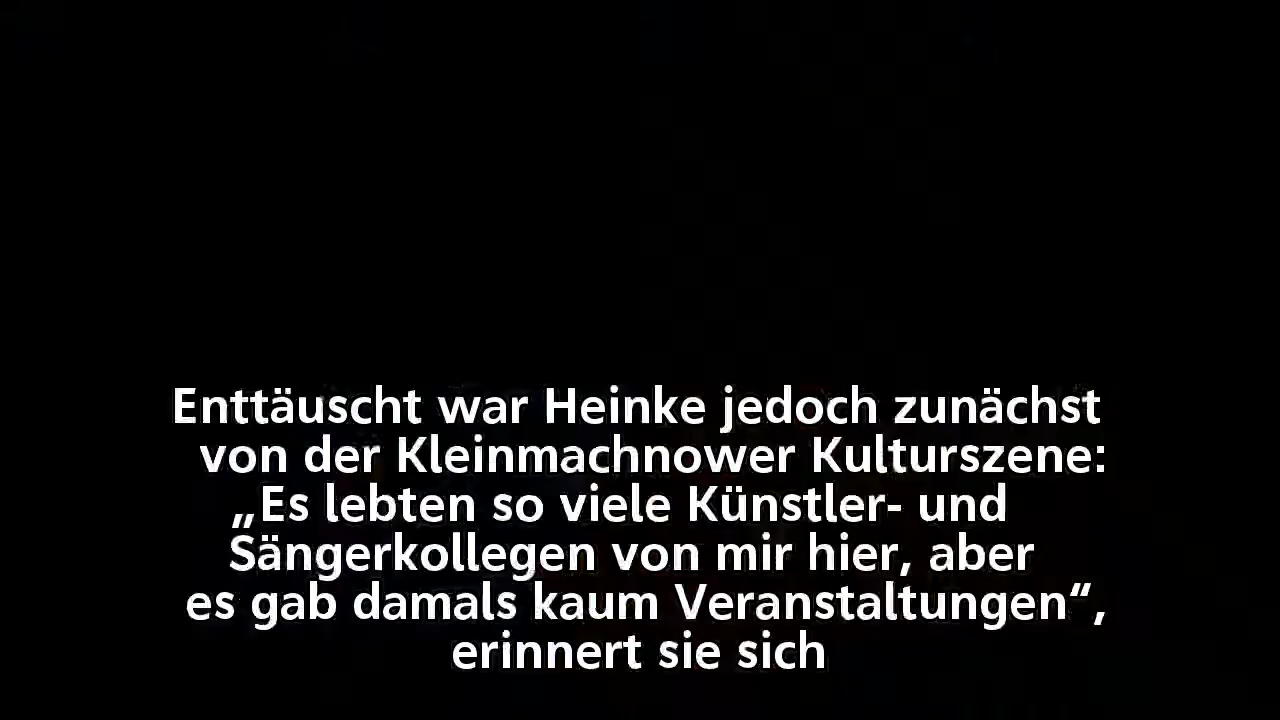 Enttäuscht war Heinke jedoch zunächst
von der Kleinmachnower Kulturszene:
„Es lebten so viele Künstler- und
Sängerkollegen von mir hier, aber
es gab damals kaum Veranstaltungen“,
erinnert sie sich